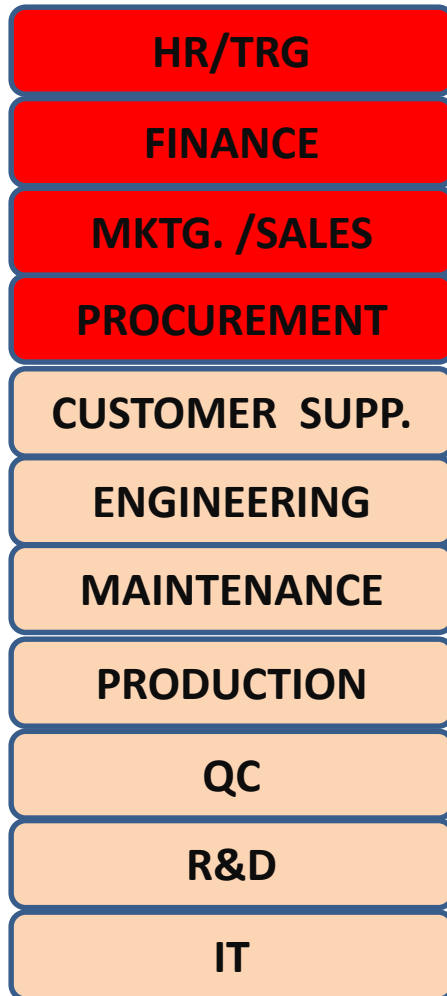 HR/TRG
FINANCE
MKTG. /SALES
PROCUREMENT
CUSTOMER  SUPP.
ENGINEERING
MAINTENANCE
PRODUCTION
QC
R&D
IT